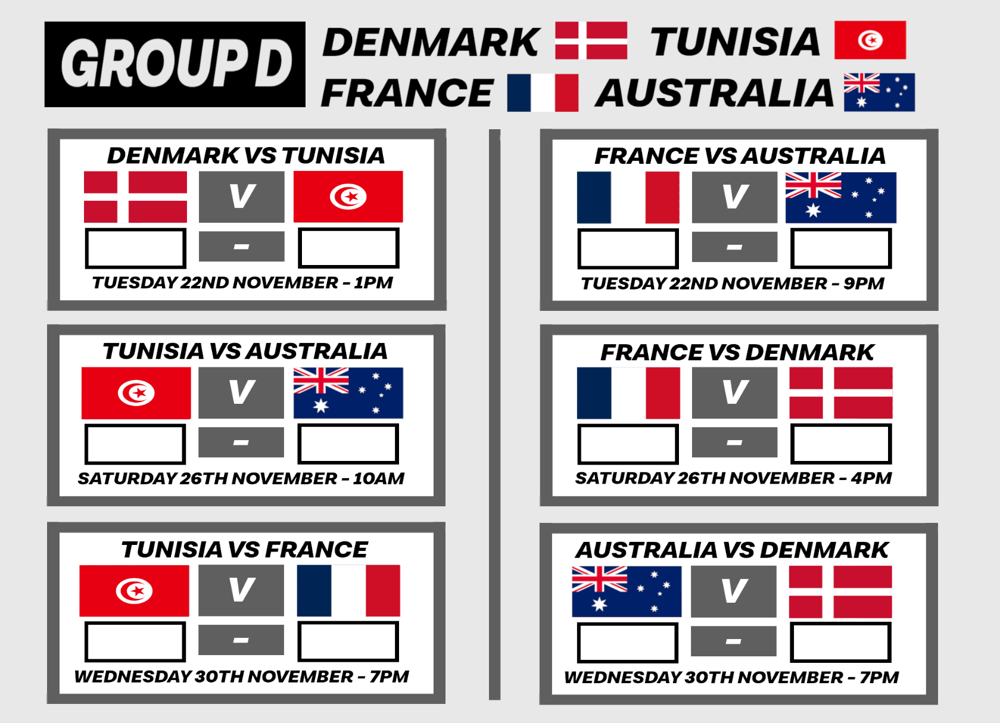 GROUP D
DENMARK TUNISIA
FRANCE AUSTRALIA
DENMARK VS TUNISIA
V
-
TUESDAY 22ND NOVEMBER - 1PM
FRANCE VS AUSTRALIA
V
-
TUESDAY 22ND NOVEMBER - 9PM
TUNISIA VS AUSTRALIA
V
-
SATURDAY 26TH NOVEMBER - 10AM
FRANCE VS DENMARK
V
-
SATURDAY 26TH NOVEMBER - 4PM
TUNISIA VS FRANCE
V
-
WEDNESDAY 30TH NOVEMBER - 7PM
AUSTRALIA VS DENMARK
V
-
WEDNESDAY 30TH NOVEMBER - 7PM